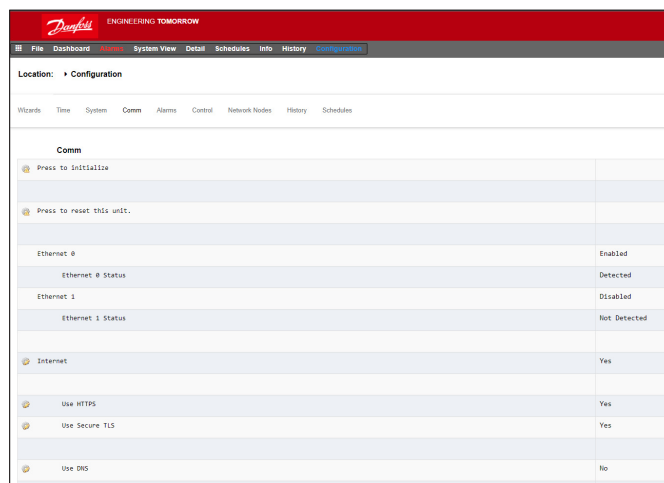 Danfoss ENGINEERING TOMORROW
File Dashboard Alarms System View Detail Schedules Info History Configuration
Location: Configuration
Wizards Time System Comm Alarms Control Network Nodes History Schedules
Comm
Press to initialize
Press to reset this unit.
Ethernet 0 Enabled
Ethernet 0 Status Detected
Ethernet 1 Disabled
Ethernet 1 Status Not Detected
Internet Yes
Use HTTPS Yes
Use Secure TLS Yes
Use DNS No